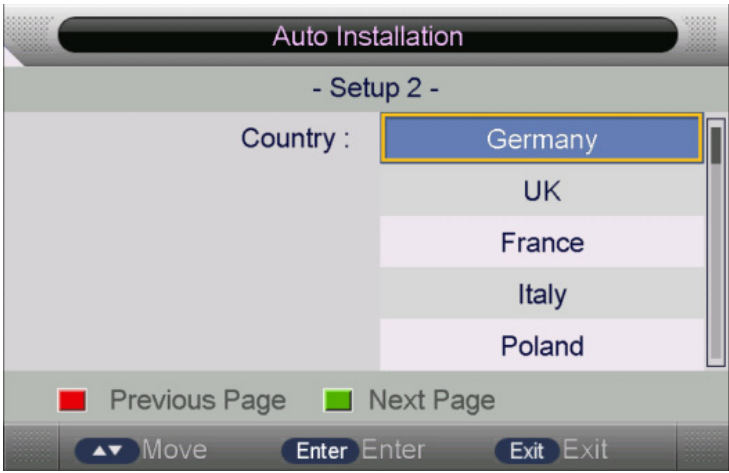 Auto Installation
- Setup 2 -
Country : Germany
UK
France
Italy
Poland
Previous Page Next Page
▲▼ Move Enter Enter Exit Exit